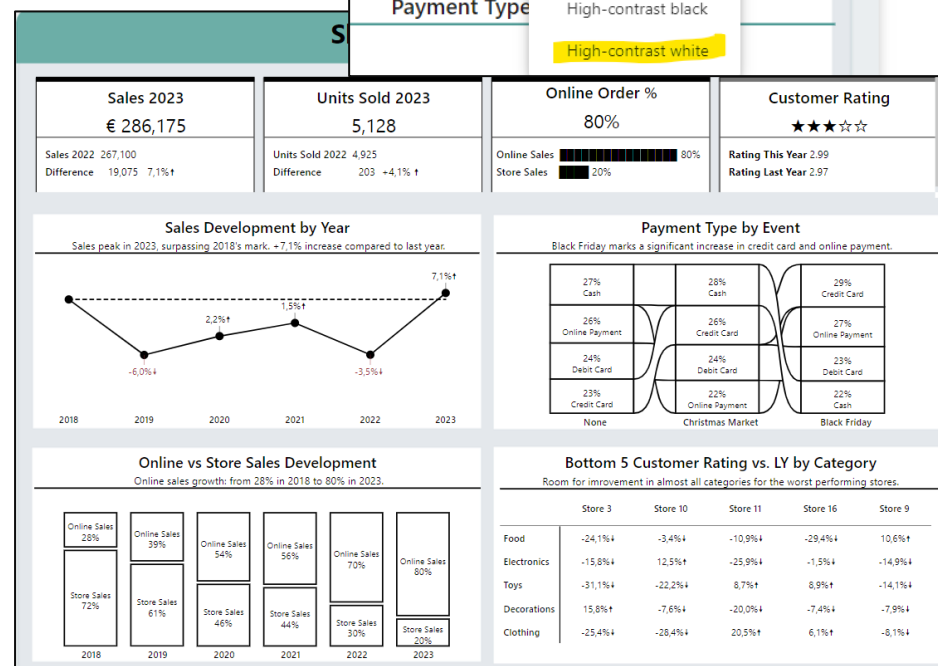 Payment Type
High-contrast black
High-contrast white
Sales 2023
€ 286,175
Sales 2022 267,100
Difference 19,075 7,1%↑
Units Sold 2023
5,128
Units Sold 2022 4,925
Difference 203 +4,1% ↑
Online Order %
80%
Online Sales 80%
Store Sales 20%
Customer Rating
★★★☆☆
Rating This Year 2.99
Rating Last Year 2.97
Sales Development by Year
Sales peak in 2023, surpassing 2018's mark. +7,1% increase compared to last year.
7,1%↑
1,5%↑
2,2%↑
-6,0%↓
-3,5%↓
2018 2019 2020 2021 2022 2023
Payment Type by Event
Black Friday marks a significant increase in credit card and online payment.
27% 28% 29%
Cash Cash Credit Card
26% 26% 27%
Online Payment Credit Card Online Payment
24% 24% 23%
Debit Card Debit Card Debit Card
23% 22% 22%
Credit Card Online Payment Cash
None Christmas Market Black Friday
Online vs Store Sales Development
Online sales growth: from 28% in 2018 to 80% in 2023.
Online Sales
28%
Store Sales
72%
2018
Online Sales
39%
Store Sales
61%
2019
Online Sales
54%
Store Sales
46%
2020
Online Sales
56%
Store Sales
44%
2021
Online Sales
70%
Store Sales
30%
2022
Online Sales
80%
Store Sales
20%
2023
Bottom 5 Customer Rating vs. LY by Category
Room for imrovement in almost all categories for the worst performing stores.
Store 3 Store 10 Store 11 Store 16 Store 9
Food -24,1%↓ -3,4%↓ -10,9%↓ -29,4%↓ 10,6%↑
Electronics -15,8%↓ 12,5%↑ -25,9%↓ -1,5%↓ -14,9%↓
Toys -31,1%↓ -22,2%↓ 8,7%↑ 8,9%↑ -14,1%↓
Decorations 15,8%↑ -7,6%↓ -20,0%↓ -7,4%↓ -7,9%↓
Clothing -25,4%↓ -28,4%↓ 20,5%↑ 6,1%↑ -8,1%↓